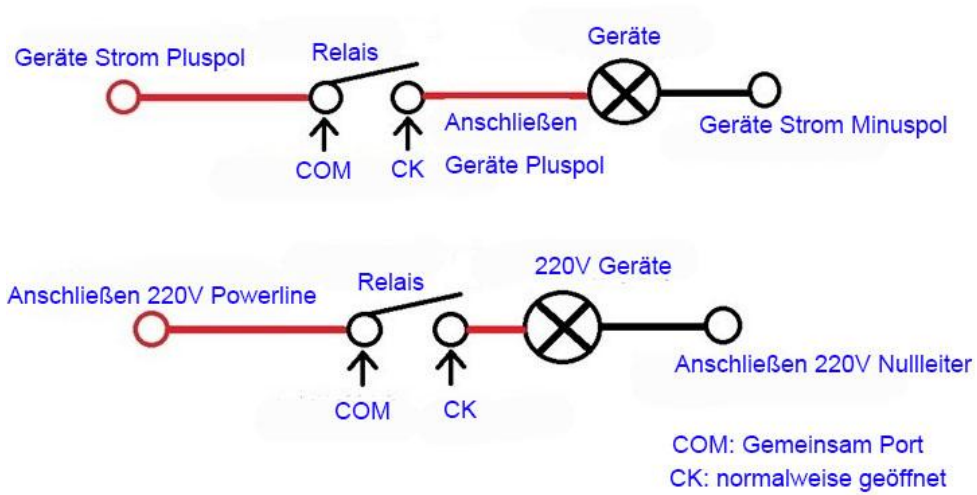 Geräte Strom Pluspol
Relais
Geräte
COM
CK
Anschließen
Geräte Pluspol
Geräte Strom Minuspol
Anschließen 220V Powerline
Relais
220V Geräte
COM
CK
Anschließen 220V Nullleiter
COM: Gemeinsam Port
CK: normalweise geöffnet